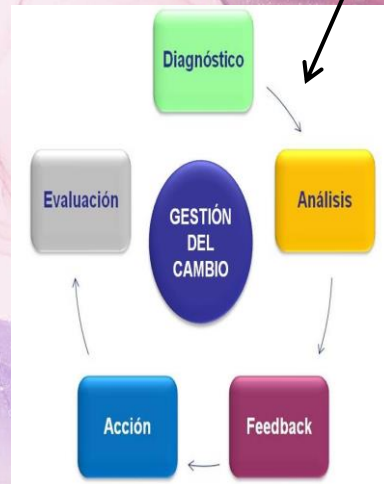 Diagnóstico
Análisis
Feedback
Acción
Evaluación
GESTIÓN
DEL
CAMBIO